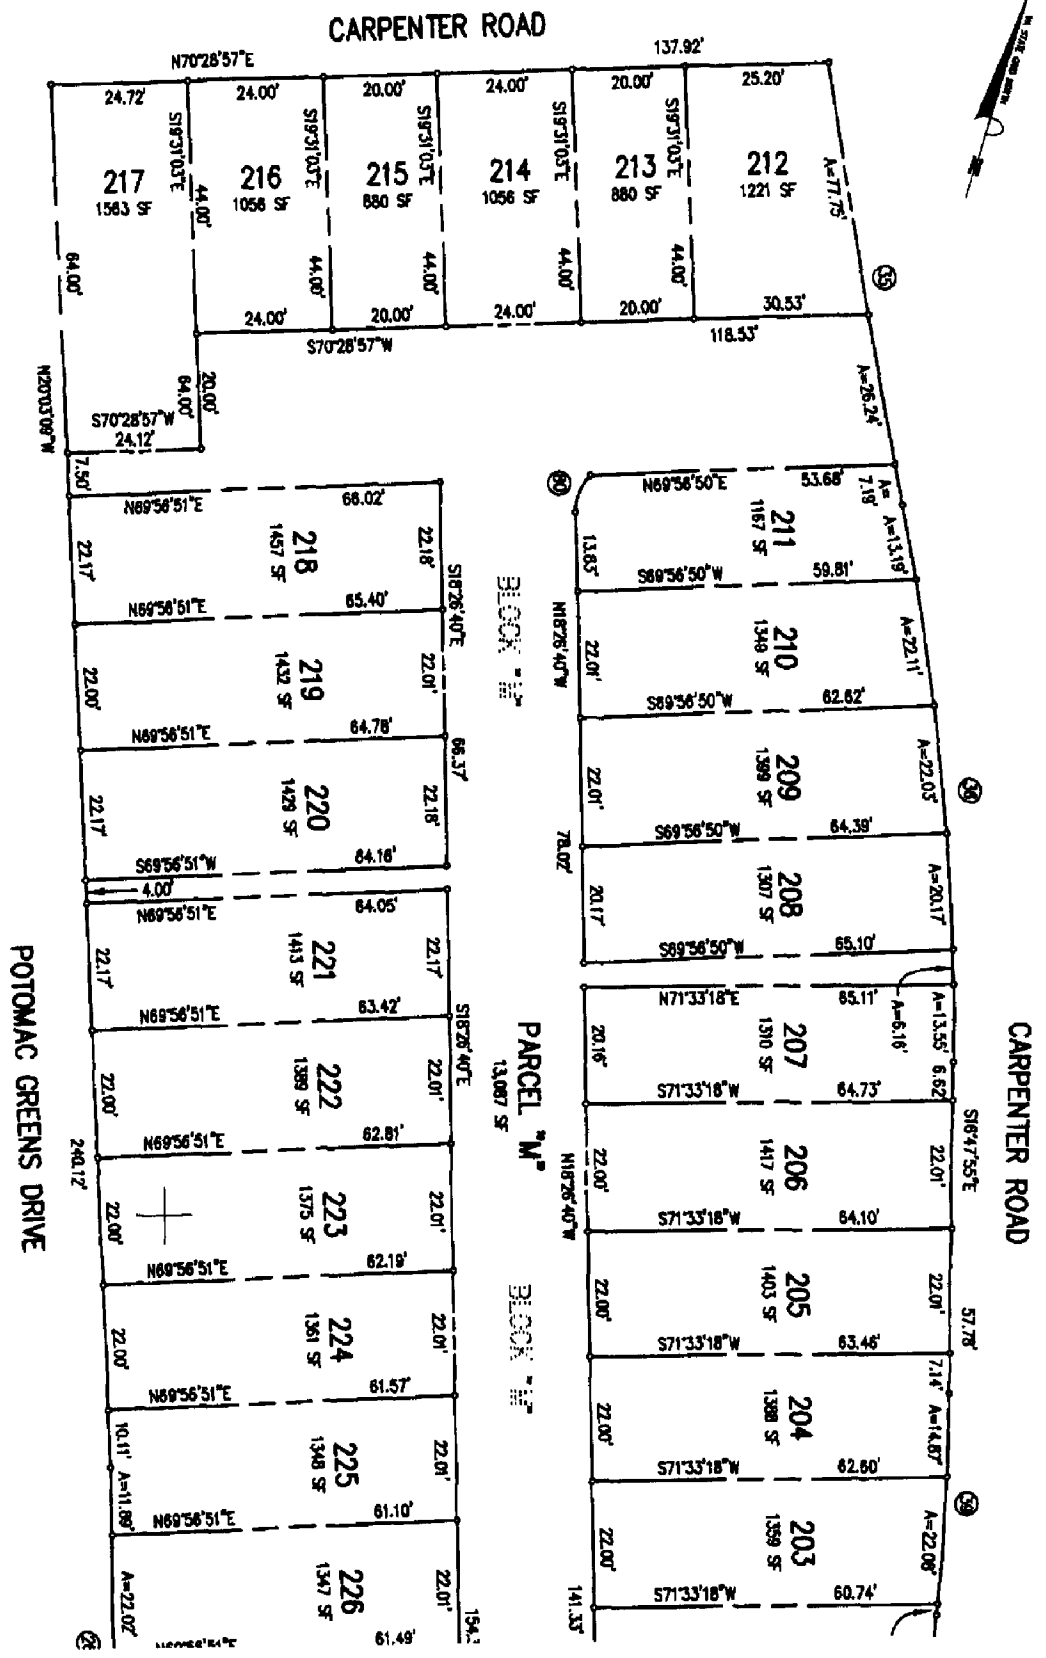 CARPENTER ROAD
N70°28'57"E
137.92'
24.72'
24.00'
20.00'
24.00'
20.00'
25.20'
S19°31'03"E
S19°31'03"E
S19°31'03"E
S19°31'03"E
S19°31'03"E
217
1563 SF
216
1056 SF
215
880 SF
214
1056 SF
213
880 SF
212
1221 SF
A=77.75'
44.00'
44.00'
44.00'
44.00'
44.00'
64.00'
35
24.00'
20.00'
24.00'
20.00'
30.53'
S70°28'57"W
118.53'
N20°03'09"W
64.00'
20.00'
A=26.24'
S70°28'57"W
24.12'
7.50'
N69°56'51"E
66.02'
60
N69°56'50"E
53.68'
A=
7.19'
A=13.19'
218
1457 SF
22.17'
22.18'
S18°26'40"E
13.83'
211
1167 SF
N69°56'51"E
65.40'
S69°56'50"W
59.81'
BLOCK
N18°26'40"W
219
1432 SF
22.00'
22.01'
22.01'
210
1349 SF
A=22.11'
N69°56'51"E
64.78'
S69°56'50"W
62.62'
66.37'
220
1429 SF
22.17'
22.18'
22.01'
209
1399 SF
A=22.03'
36
S69°56'51"W
64.16'
S69°56'50"W
64.39'
78.02'
4.00'
N69°56'51"E
64.05'
20.17'
208
1307 SF
A=20.17'
S69°56'50"W
65.10'
221
1413 SF
22.17'
22.17'
N71°33'18"E
65.11'
A=6.16'
N69°56'51"E
63.42'
S18°26'40"E
PARCEL "M"
13,087 SF
20.16'
207
1310 SF
A=13.55'
6.62'
CARPENTER ROAD
POTOMAC GREENS DRIVE
222
1389 SF
22.00'
22.01'
S71°33'18"W
64.73'
S16°47'55"E
N69°56'51"E
62.81'
240.12'
N18°26'40"W
22.00'
206
1417 SF
22.01'
223
1375 SF
22.00'
22.01'
S71°33'18"W
64.10'
N69°56'51"E
62.19'
BLOCK
22.00'
205
1403 SF
22.01'
57.78'
224
1361 SF
22.00'
22.01'
S71°33'18"W
63.46'
N69°56'51"E
61.57'
22.00'
204
1388 SF
7.14'
A=14.87'
225
1348 SF
10.11'
A=11.89'
22.01'
S71°33'18"W
62.60'
39
N69°56'51"E
61.10'
22.00'
203
1359 SF
A=22.08'
226
1347 SF
A=22.02'
22.01'
S71°33'18"W
60.74'
141.33'
61.49'